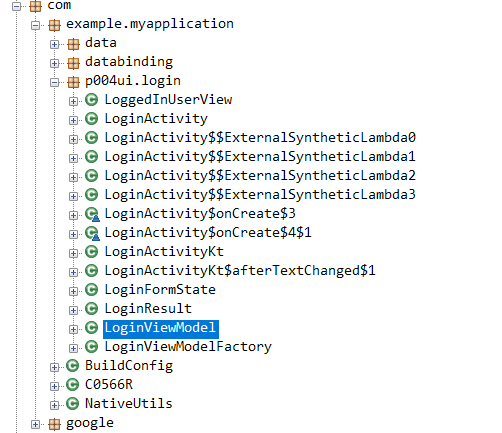 com
example.myapplication
data
databinding
p004ui.login
LoggedInUserView
LoginActivity
LoginActivity$$ExternalSyntheticLambda0
LoginActivity$$ExternalSyntheticLambda1
LoginActivity$$ExternalSyntheticLambda2
LoginActivity$$ExternalSyntheticLambda3
LoginActivity$onCreate$3
LoginActivity$onCreate$4$1
LoginActivityKt
LoginActivityKt$afterTextChanged$1
LoginFormState
LoginResult
LoginViewModel
LoginViewModelFactory
BuildConfig
C0566R
NativeUtils
google